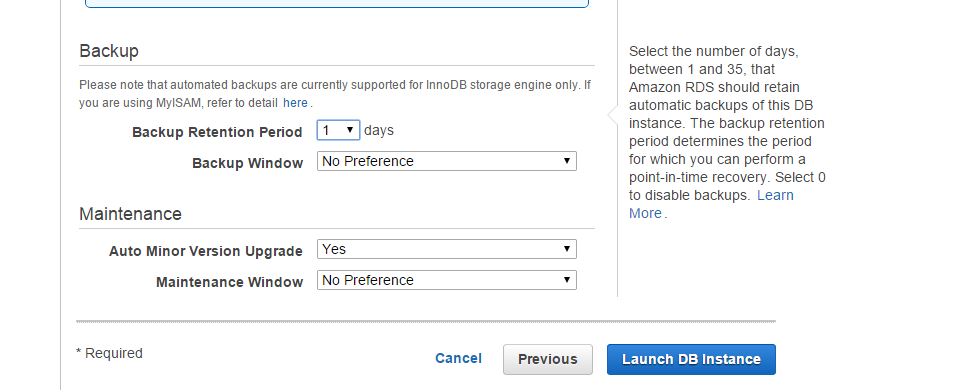 Backup
Please note that automated backups are currently supported for InnoDB storage engine only. If
you are using MyISAM, refer to detail here.
Backup Retention Period 1 days
Backup Window No Preference
Maintenance
Auto Minor Version Upgrade Yes
Maintenance Window No Preference
Select the number of days,
between 1 and 35, that
Amazon RDS should retain
automatic backups of this DB
instance. The backup retention
period determines the period
for which you can perform a
point-in-time recovery. Select 0
to disable backups. Learn
More.
* Required
Cancel Previous Launch DB Instance